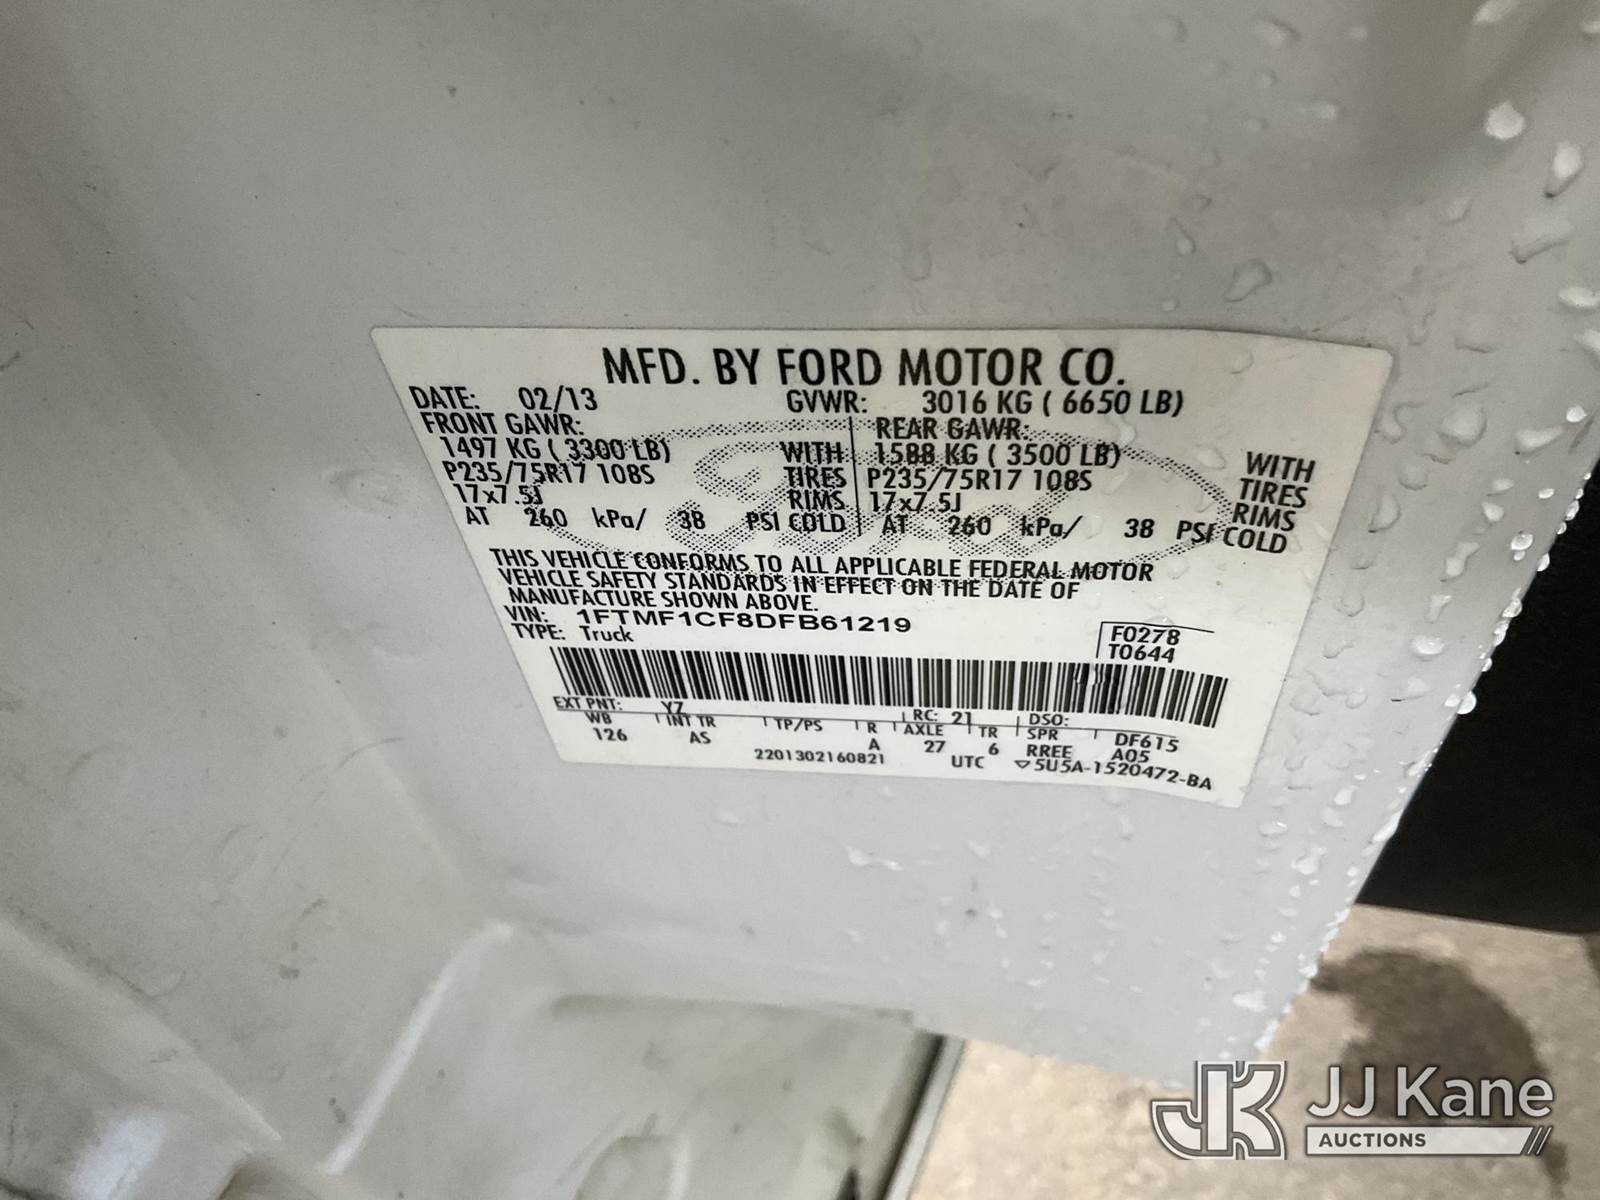 MFD. BY FORD MOTOR CO.
DATE: 02/13 GVWR: 3016 KG ( 6650 LB)
FRONT GAWR: REAR GAWR:
1497 KG ( 3300 LB) WITH 1588 KG ( 3500 LB) WITH
P235/75R17 108S TIRES P235/75R17 108S TIRES
17x7.5J RIMS 17x7.5J RIMS
AT 260 kPa/ 38 PSI COLD AT 260 kPa/ 38 PSI COLD
THIS VEHICLE CONFORMS TO ALL APPLICABLE FEDERAL MOTOR
VEHICLE SAFETY STANDARDS IN EFFECT ON THE DATE OF
MANUFACTURE SHOWN ABOVE.
VIN: 1FTMF1CF8DFB61219
TYPE: Truck
F0278
T0644
EXT PNT: YZ RC: 21 DSO:
WB INT TR TP/PS R AXLE TR SPR DF615
126 AS A 27 6 RREE A05
2201302160821 UTC ▽5U5A-1520472-BA
JK JJ Kane
AUCTIONS